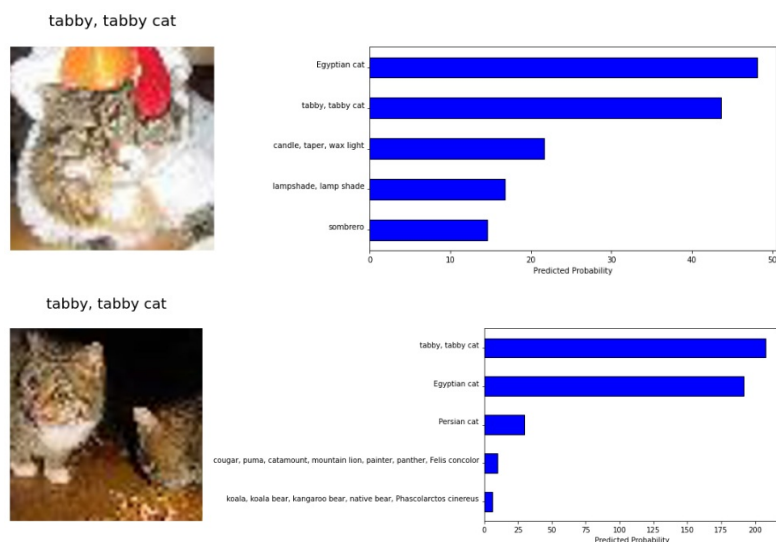 tabby, tabby cat
Egyptian cat
tabby, tabby cat
candle, taper, wax light
lampshade, lamp shade
sombrero
0 10 20 30 40 50
Predicted Probability
tabby, tabby cat
tabby, tabby cat
Egyptian cat
Persian cat
cougar, puma, catamount, mountain lion, painter, panther, Felis concolor
koala, koala bear, kangaroo bear, native bear, Phascolarctos cinereus
0 25 50 75 100 125 150 175 200
Predicted Probability